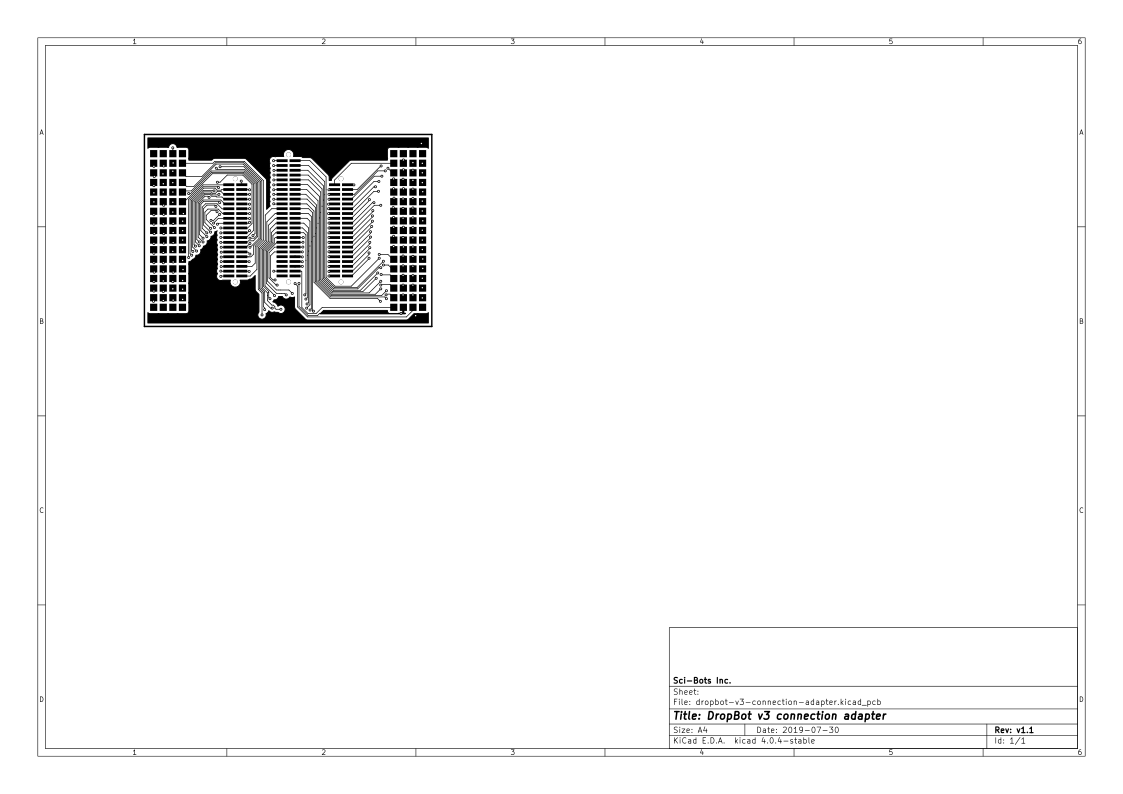 1 2 3 4 5 6
A A
B B
C C
Sci-Bots Inc.
Sheet:
File: dropbot-v3-connection-adapter.kicad_pcb
D D
Title: DropBot v3 connection adapter
Size: A4 Date: 2019-07-30 Rev: v1.1
KiCad E.D.A. kicad 4.0.4-stable Id: 1/1
1 2 3 4 5 6